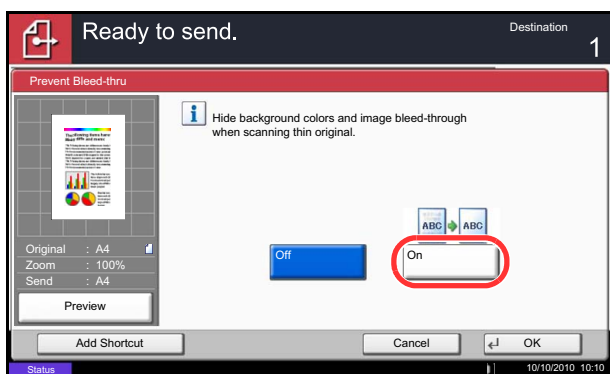 Ready to send.
Destination
1
Prevent Bleed-thru
Hide background colors and image bleed-through
when scanning thin original.
ABC ABC
Off
On
Original : A4
Zoom : 100%
Send : A4
Preview
Add Shortcut
Cancel
OK
Status
10/10/2010 10:10